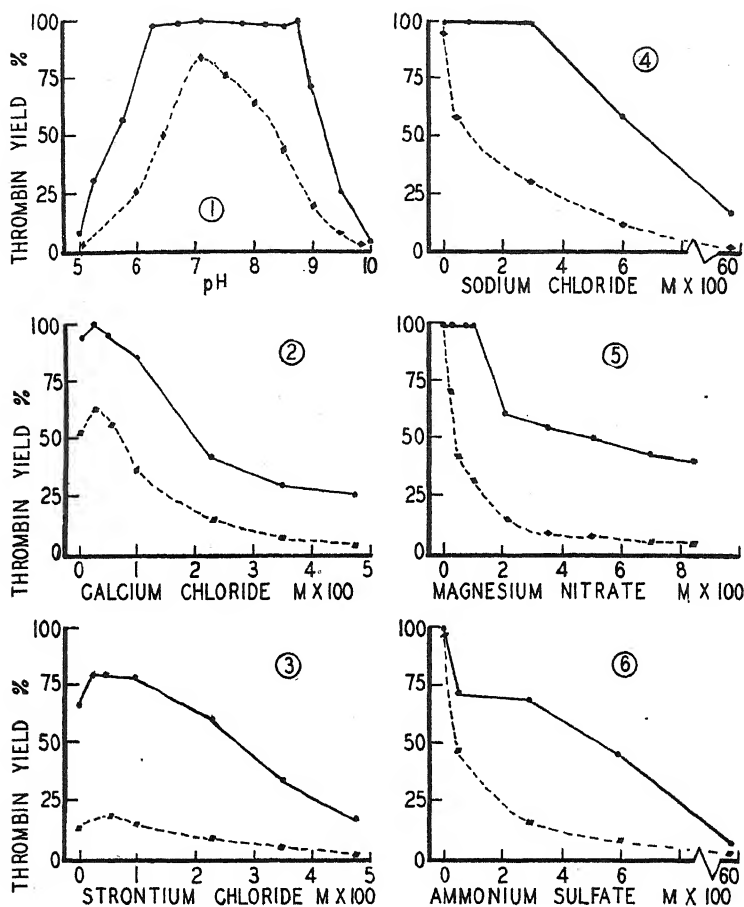 THROMBIN YIELD %
100
75
50
25
0
①
5 6 7 8 9 10
pH
④
100
75
50
25
0
0 2 4 6 60
SODIUM CHLORIDE M X 100
THROMBIN YIELD %
100
75
50
25
0
②
0 1 2 3 4 5
CALCIUM CHLORIDE M X 100
⑤
100
75
50
25
0
0 2 4 6 8
MAGNESIUM NITRATE M X 100
THROMBIN YIELD %
100
75
50
25
0
③
0 1 2 3 4 5
STRONTIUM CHLORIDE M X 100
⑥
100
75
50
25
0
0 2 4 6 60
AMMONIUM SULFATE M X 100